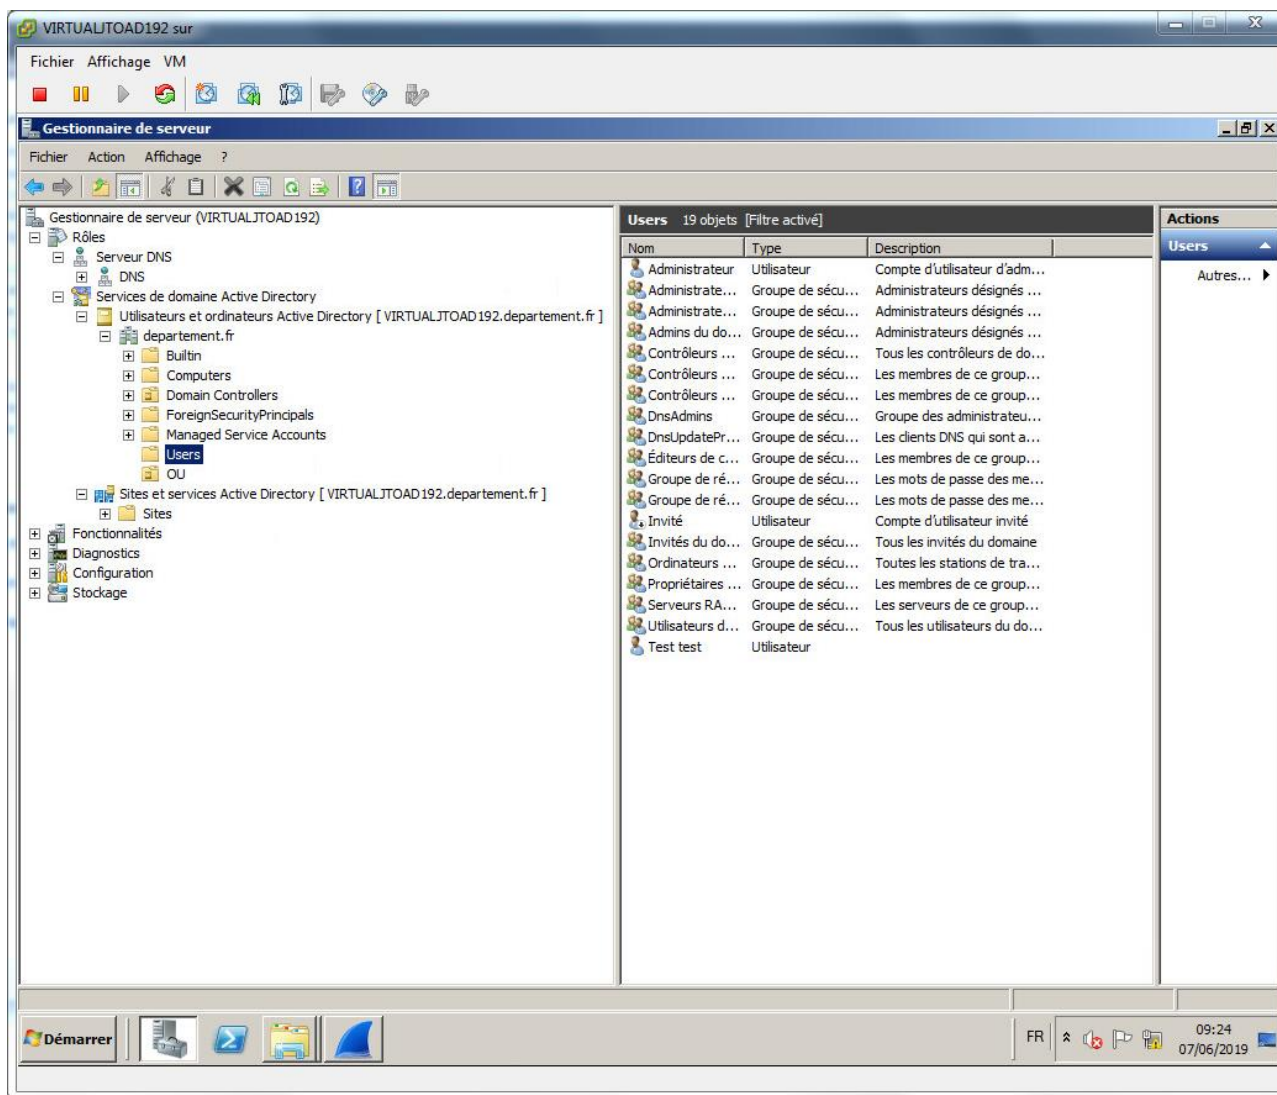 VIRTUALJTOAD192 sur
Fichier Affichage VM
Gestionnaire de serveur
Fichier Action Affichage ?
Gestionnaire de serveur (VIRTUALJTOAD192)
Rôles
Serveur DNS
DNS
Services de domaine Active Directory
Utilisateurs et ordinateurs Active Directory [ VIRTUALJTOAD192.departement.fr ]
departement.fr
Builtin
Computers
Domain Controllers
ForeignSecurityPrincipals
Managed Service Accounts
Users
OU
Sites et services Active Directory [ VIRTUALJTOAD192.departement.fr ]
Sites
Fonctionnalités
Diagnostics
Configuration
Stockage
Users 19 objets [Filtre activé]
Nom Type Description
Administrateur Utilisateur Compte d'utilisateur d'adm...
Administrate... Groupe de sécu... Administrateurs désignés ...
Administrate... Groupe de sécu... Administrateurs désignés ...
Admins du do... Groupe de sécu... Administrateurs désignés ...
Contrôleurs ... Groupe de sécu... Tous les contrôleurs de do...
Contrôleurs ... Groupe de sécu... Les membres de ce group...
Contrôleurs ... Groupe de sécu... Les membres de ce group...
DnsAdmins Groupe de sécu... Groupe des administrateu...
DnsUpdatePr... Groupe de sécu... Les clients DNS qui sont a...
Éditeurs de c... Groupe de sécu... Les membres de ce group...
Groupe de ré... Groupe de sécu... Les mots de passe des me...
Groupe de ré... Groupe de sécu... Les mots de passe des me...
Invité Utilisateur Compte d'utilisateur invité
Invités du do... Groupe de sécu... Tous les invités du domaine
Ordinateurs ... Groupe de sécu... Toutes les stations de tra...
Propriétaires ... Groupe de sécu... Les membres de ce group...
Serveurs RA... Groupe de sécu... Les serveurs de ce group...
Utilisateurs d... Groupe de sécu... Tous les utilisateurs du do...
Test test Utilisateur
Actions
Users
Autres...
Démarrer
FR
09:24
07/06/2019